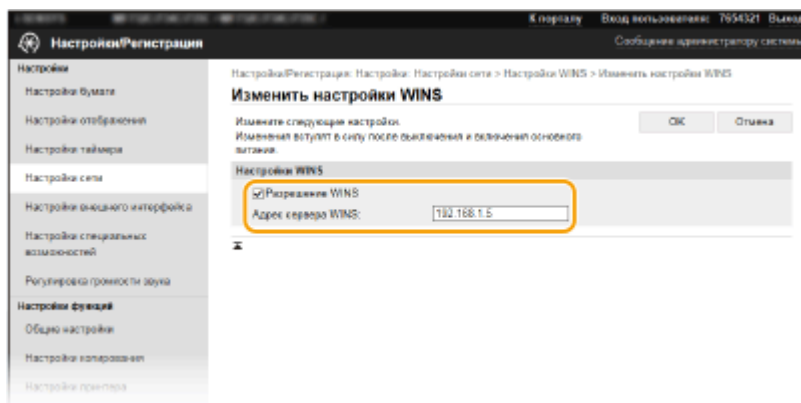 К порталу Вход пользователя: 7654321 Выход
Настройки/Регистрация
Сообщение администратору системы
Настройки
Настройки бумаги
Настройки отображения
Настройки таймера
Настройки сети
Настройки внешнего интерфейса
Настройки специальных
возможностей
Регулировка громкости звука
Настройки функций
Общие настройки
Настройки копирования
Настройки принтера
Настройки/Регистрация: Настройки: Настройки сети > Настройки WINS > Изменить настройки WINS
Изменить настройки WINS
Измените следующие настройки.
Изменения вступят в силу после выключения и включения основного
питания.
OK Отмена
Настройки WINS
Разрешение WINS
Адрес сервера WINS: 192.168.1.5